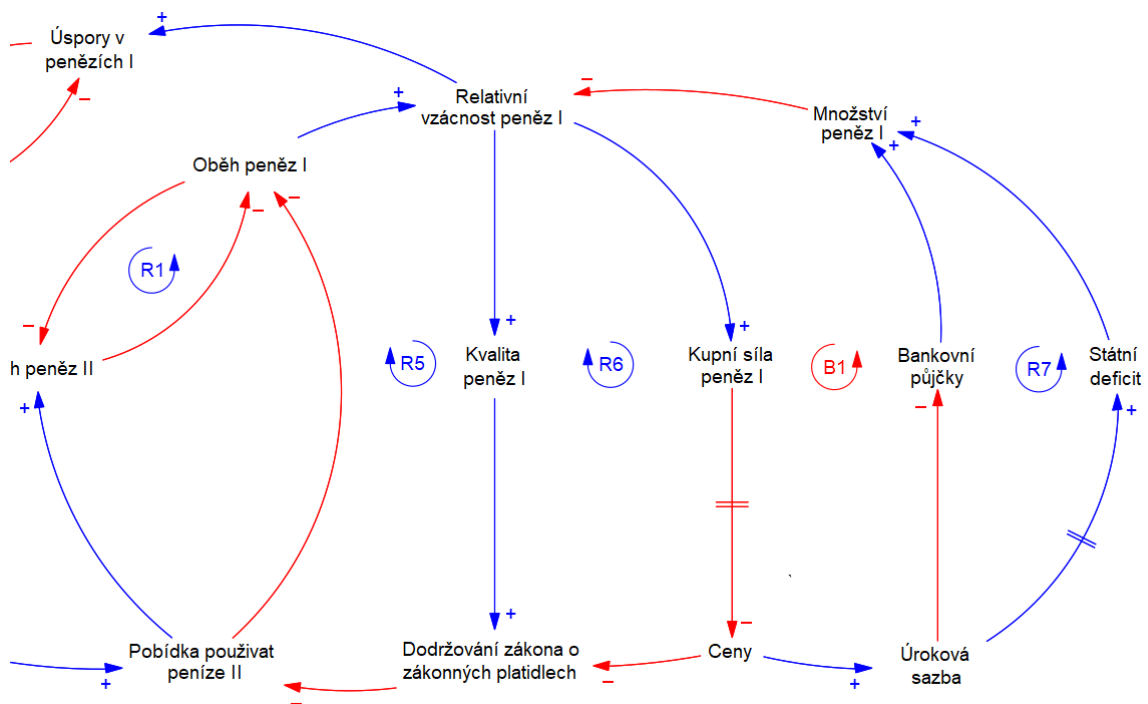 Úspory v
penězích I
Relativní
vzácnost peněz I
Množství
peněz I
Oběh peněz I
R1
h peněz II
R5
Kvalita
peněz I
R6
Kupní síla
peněz I
B1
Bankovní
půjčky
R7
Státní
deficit
Pobídka použivat
peníze II
Dodržování zákona o
zákonných platidlech
Ceny
Úroková
sazba